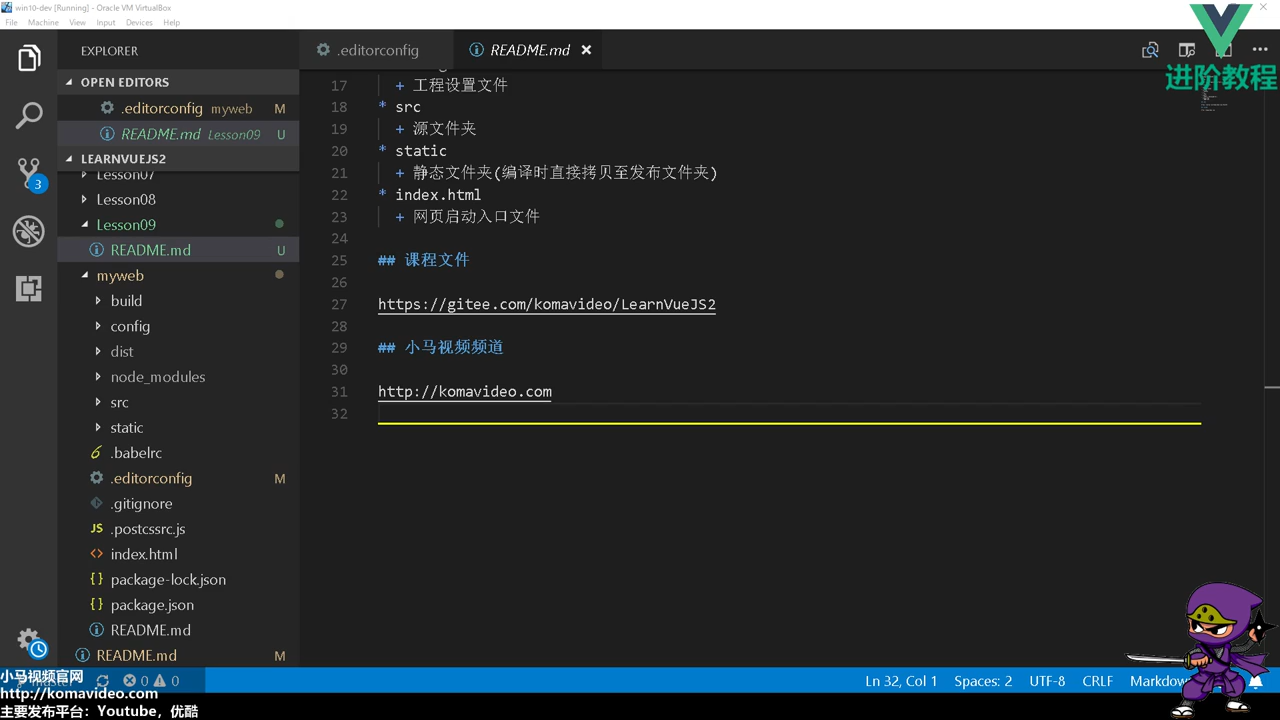 win10-dev [Running] - Oracle VM VirtualBox
File Machine View Input Devices Help
EXPLORER
.editorconfig
README.md
进阶教程
OPEN EDITORS
.editorconfig myweb M
README.md Lesson09 U
LEARNVUEJS2
Lesson07
Lesson08
Lesson09
README.md U
myweb
build
config
dist
node_modules
src
static
.babelrc
.editorconfig M
.gitignore
JS .postcssrc.js
<> index.html
{ } package-lock.json
{ } package.json
README.md
README.md M
3
17 + 工程设置文件
18 * src
19 + 源文件夹
20 * static
21 + 静态文件夹(编译时直接拷贝至发布文件夹)
22 * index.html
23 + 网页启动入口文件
24
25 ## 课程文件
26
27 https://gitee.com/komavideo/LearnVueJS2
28
29 ## 小马视频频道
30
31 http://komavideo.com
32
小马视频官网
http://komavideo.com
主要发布平台：Youtube，优酷
0 0
Ln 32, Col 1 Spaces: 2 UTF-8 CRLF